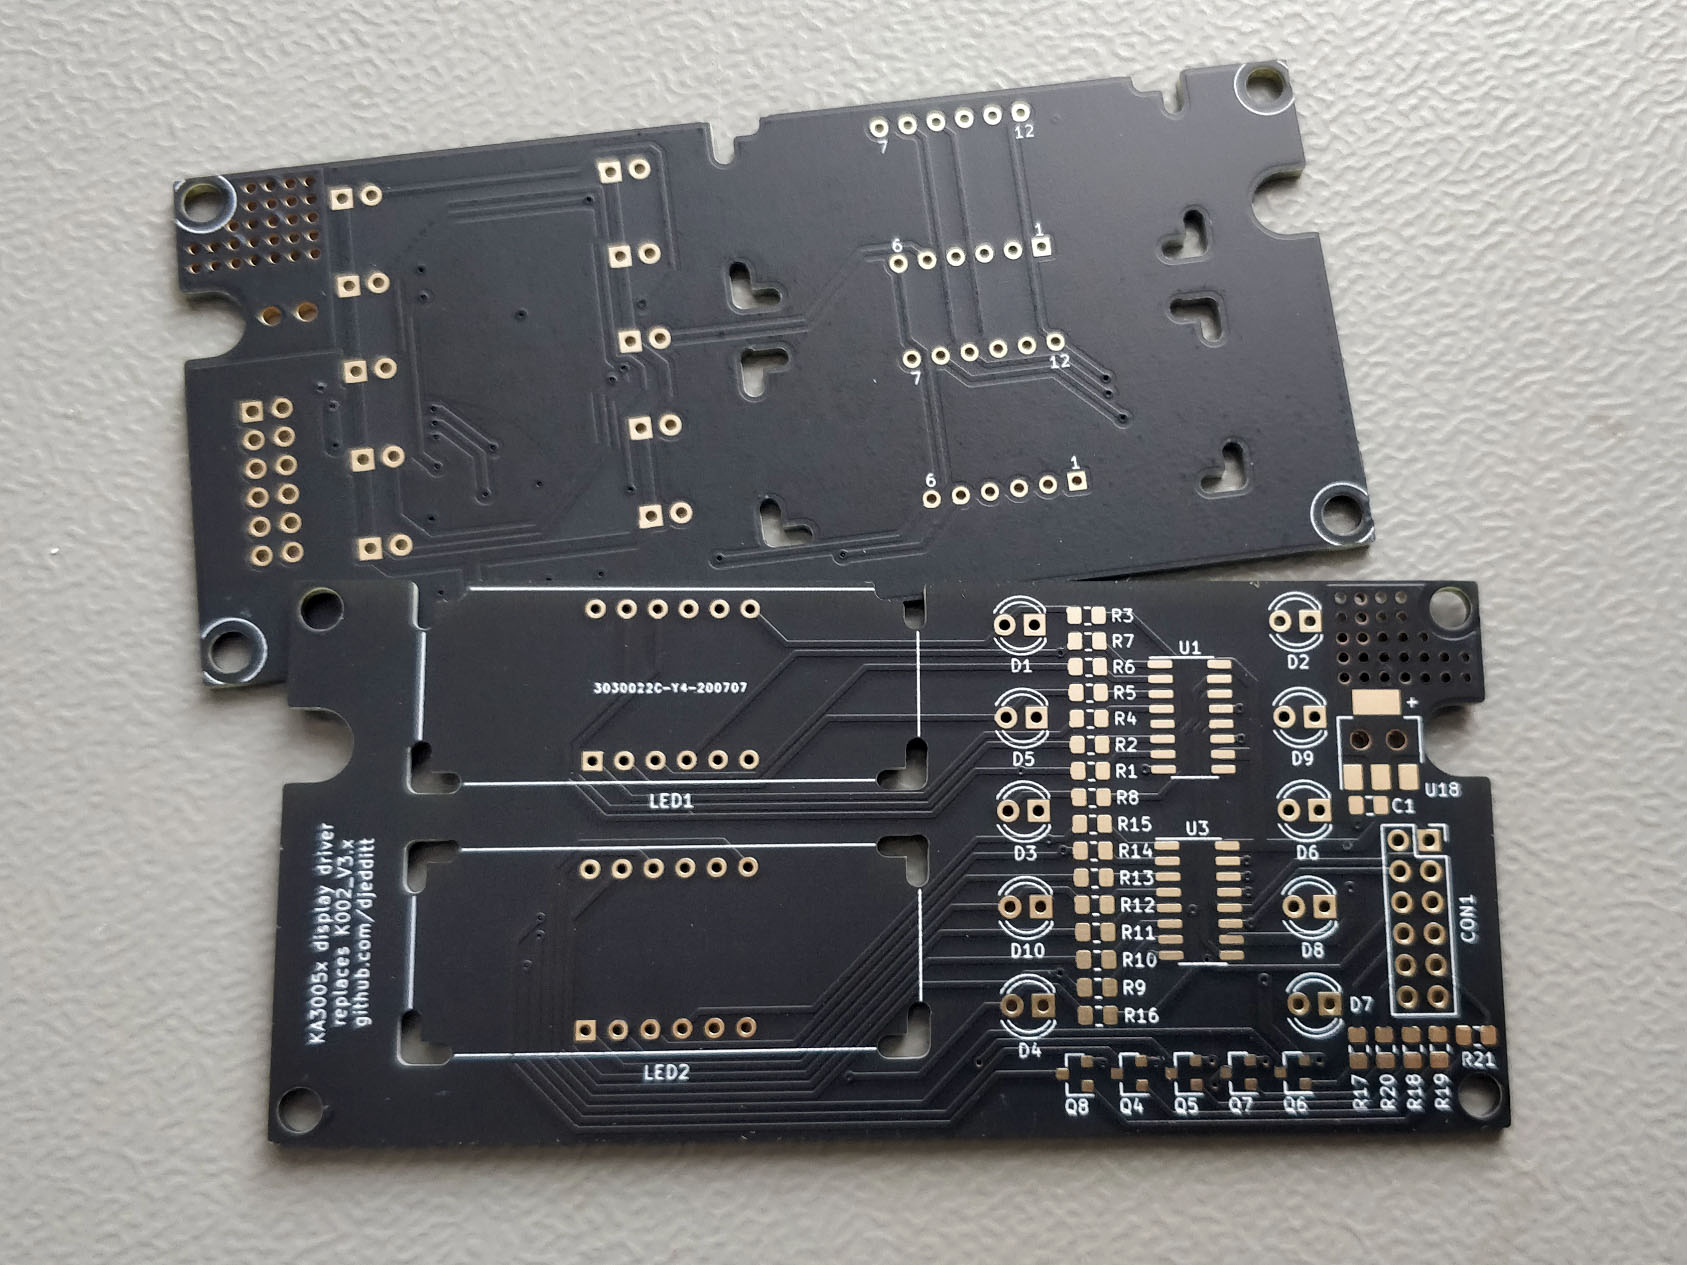 7
12
6
1
7
12
6
1
3030022C-Y4-200707
LED1
LED2
KA3005x display driver
replaces K002_V3.x
github.com/djeditt
D1
D5
D3
D10
D4
R3
R7
R6
R5
R4
R2
R1
R8
R15
R14
R13
R12
R11
R10
R9
R16
U1
U3
D2
D9
D6
D8
D7
+
U18
C1
CON1
Q8
Q4
Q5
Q7
Q6
R17
R20
R18
R19
R21